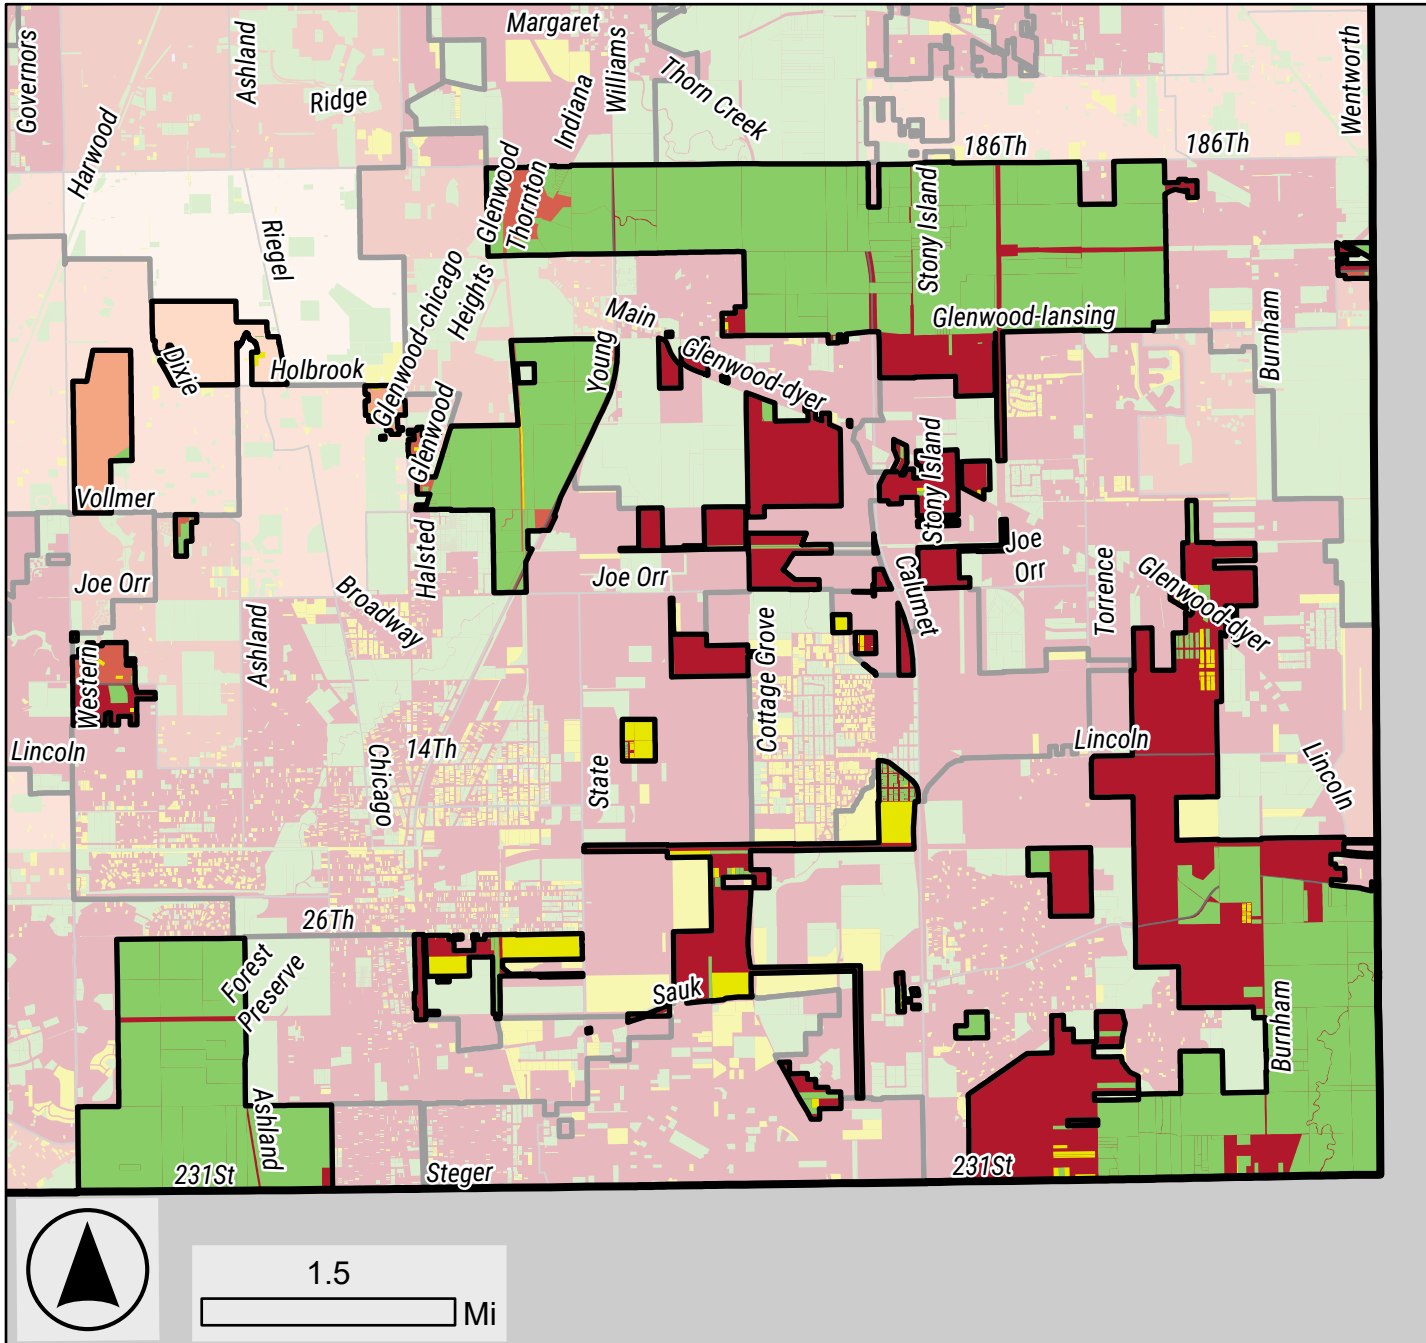 Governors
Ashland
Margaret
Williams
Indiana
Ridge
Thorn Creek
Wentworth
Harwood
186Th
186Th
Glenwood
Thornton
Stony Island
Riegel
Glenwood-chicago
Heights
Main
Glenwood-lansing
Burnham
Dixie
Holbrook
Young
Glenwood-dyer
Glenwood
Stony Island
Vollmer
Halsted
Joe Orr
Joe Orr
Joe
Orr
Broadway
Calumet
Torrence
Glenwood-dyer
Ashland
Western
Cottage Grove
Lincoln
14Th
Chicago
State
Lincoln
Lincoln
26Th
Forest
Preserve
Sauk
Burnham
Ashland
231St
Steger
231St
1.5
Mi